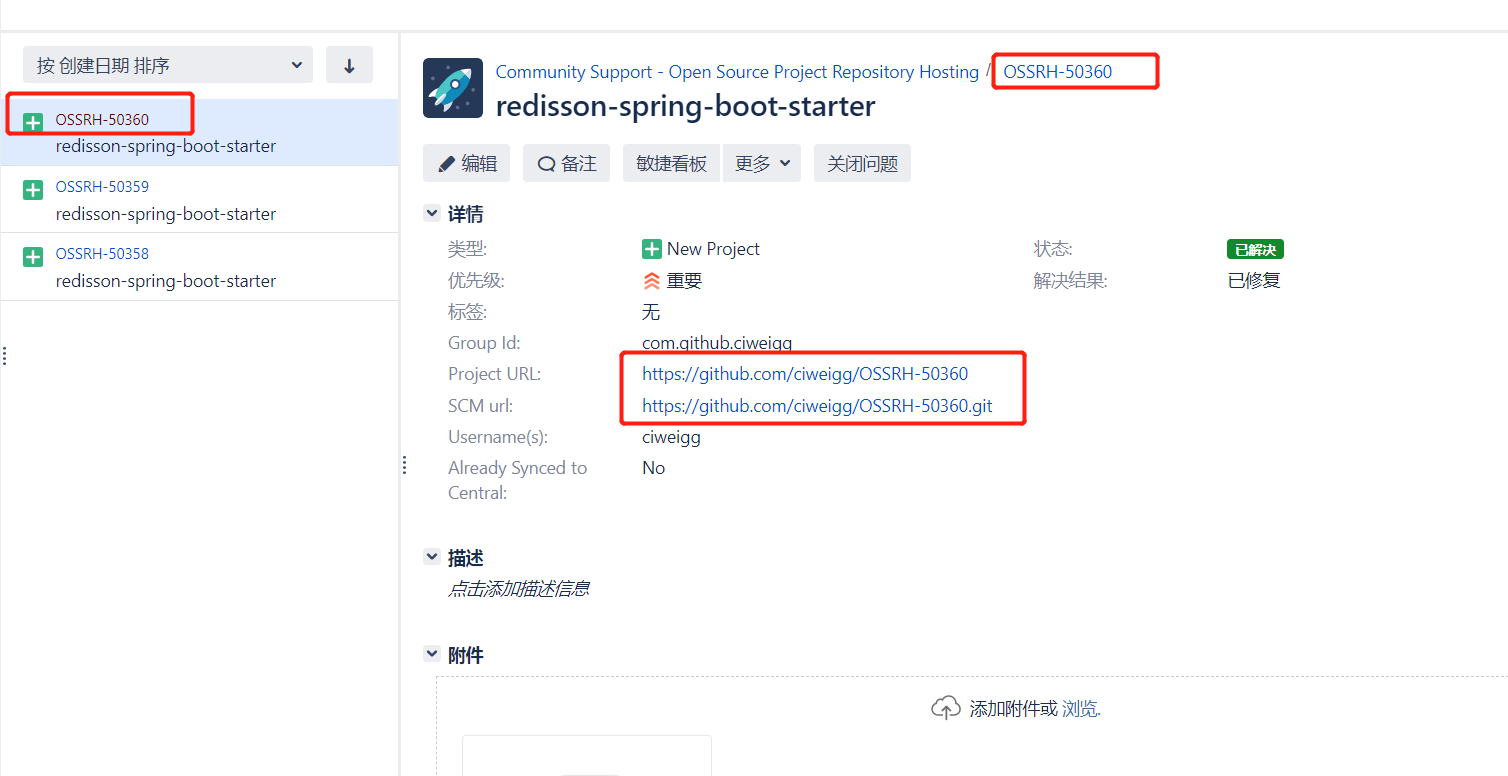 按 创建日期 排序
OSSRH-50360
redisson-spring-boot-starter
OSSRH-50359
redisson-spring-boot-starter
OSSRH-50358
redisson-spring-boot-starter
Community Support - Open Source Project Repository Hosting / OSSRH-50360
redisson-spring-boot-starter
编辑 备注 敏捷看板 更多 关闭问题
详情
类型: New Project 状态: 已解决
优先级: 重要 解决结果: 已修复
标签: 无
Group Id: com.github.ciweigg
Project URL: https://github.com/ciweigg/OSSRH-50360
SCM url: https://github.com/ciweigg/OSSRH-50360.git
Username(s): ciweigg
Already Synced to No
Central:
描述
点击添加描述信息
附件
添加附件或 浏览.